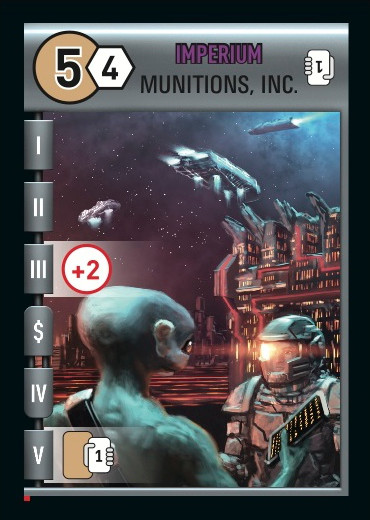 5 4
IMPERIUM
MUNITIONS, INC.
1
I
II
III +2
$
IV
V 1